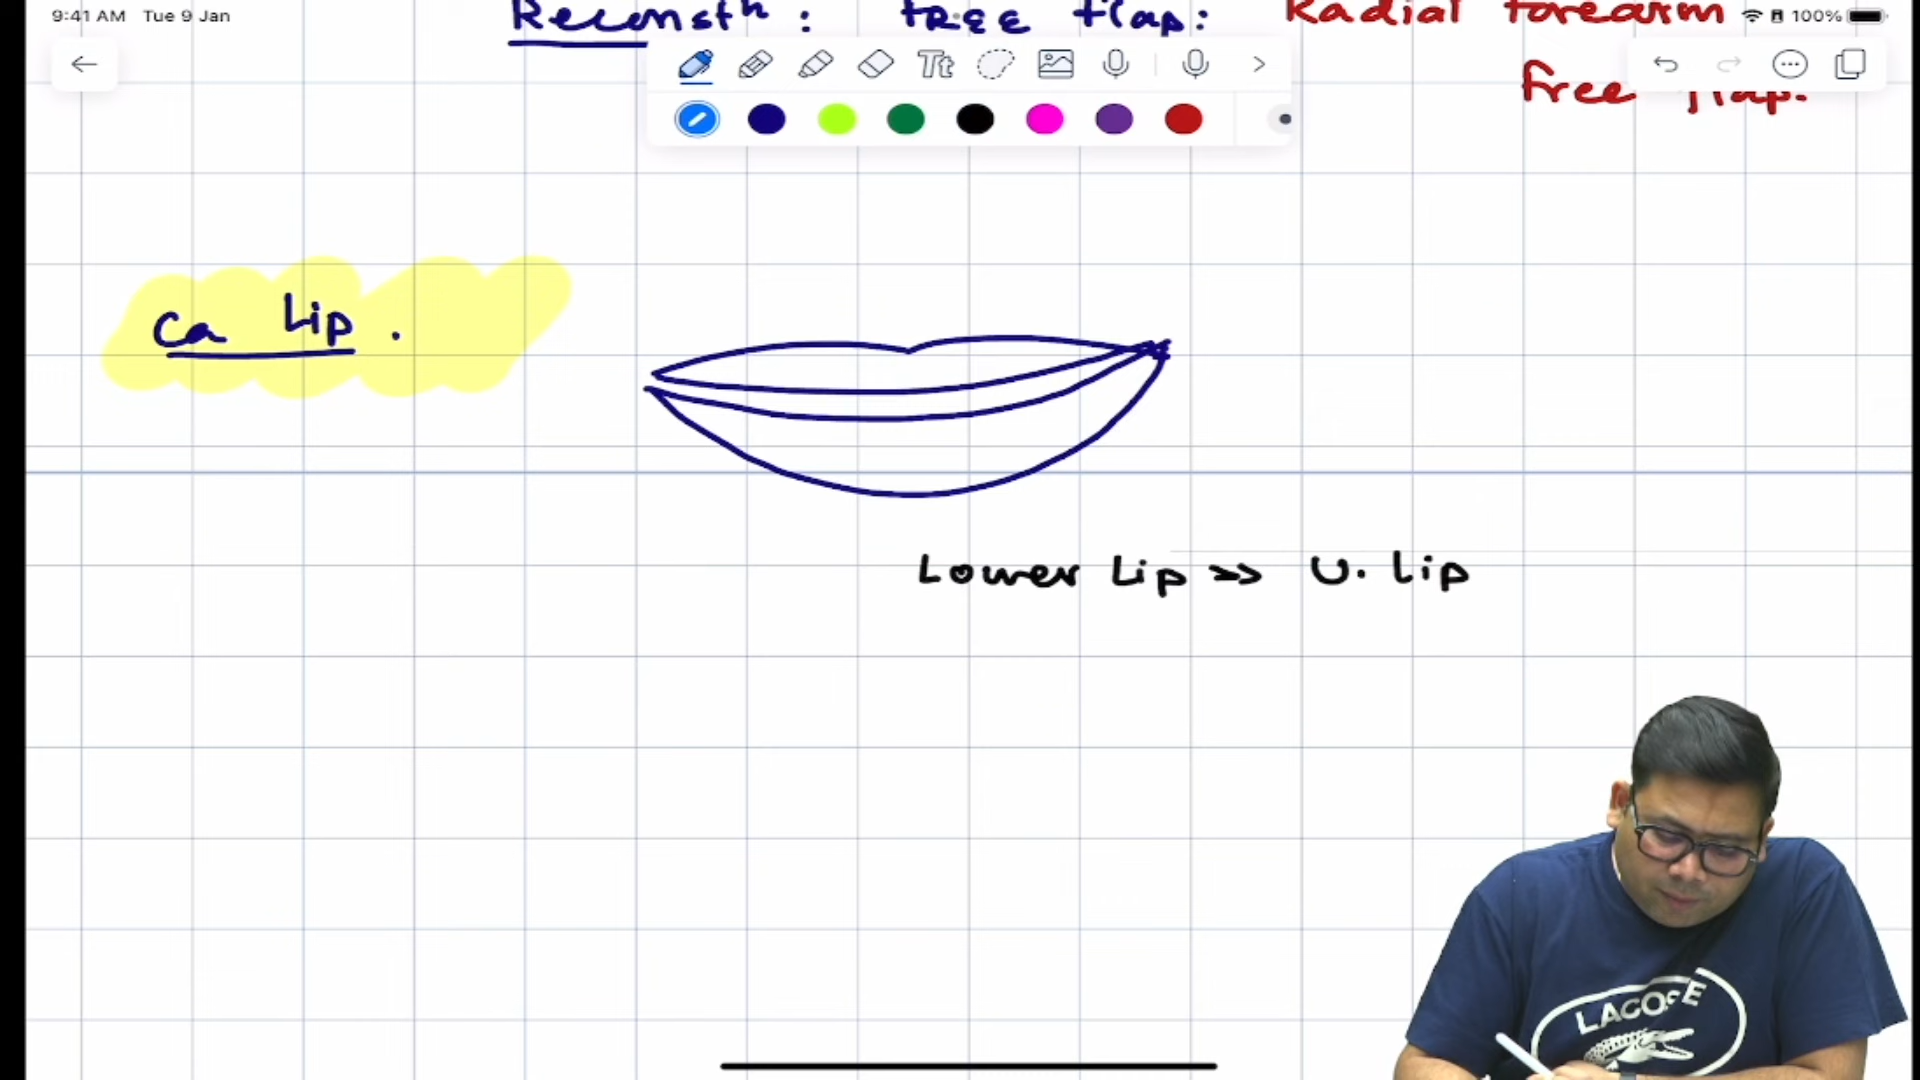 9:41 AM Tue 9 Jan
100%
Reconstn : free flap: Radial forearm
free flap.
Tt
Ca Lip .
Lower Lip >> U. Lip
LACOSTE